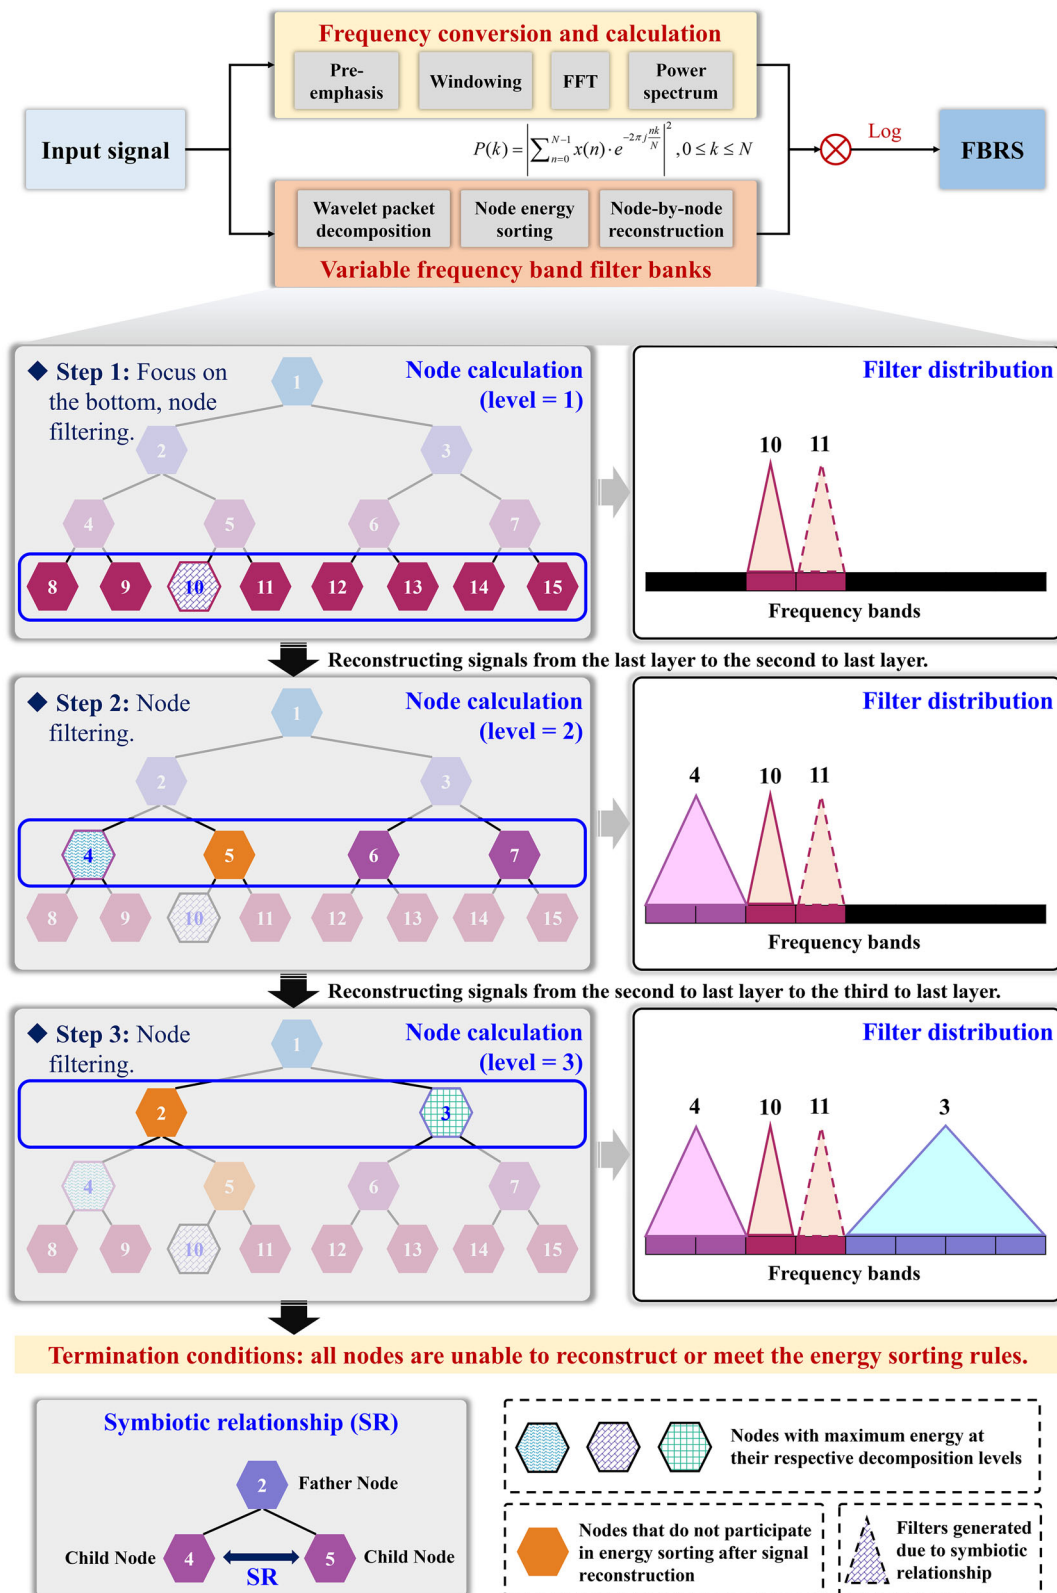 Frequency conversion and calculation
Pre-
emphasis
Windowing
FFT
Power
spectrum
Input signal
P(k) = |∑_{n=0}^{N-1} x(n)·e^{-2πj nk/N}|^2, 0 ≤ k ≤ N
Log
FBRS
Wavelet packet
decomposition
Node energy
sorting
Node-by-node
reconstruction
Variable frequency band filter banks
◆ Step 1: Focus on
the bottom, node
filtering.
Node calculation
(level = 1)
1
2 3
4 5 6 7
8 9 10 11 12 13 14 15
Filter distribution
10 11
Frequency bands
Reconstructing signals from the last layer to the second to last layer.
◆ Step 2: Node
filtering.
Node calculation
(level = 2)
1
2 3
4 5 6 7
8 9 10 11 12 13 14 15
Filter distribution
4 10 11
Frequency bands
Reconstructing signals from the second to last layer to the third to last layer.
◆ Step 3: Node
filtering.
Node calculation
(level = 3)
1
2 3
4 5 6 7
8 9 10 11 12 13 14 15
Filter distribution
4 10 11 3
Frequency bands
Termination conditions: all nodes are unable to reconstruct or meet the energy sorting rules.
Symbiotic relationship (SR)
2 Father Node
Child Node 4 5 Child Node
SR
Nodes with maximum energy at
their respective decomposition levels
Nodes that do not participate
in energy sorting after signal
reconstruction
Filters generated
due to symbiotic
relationship